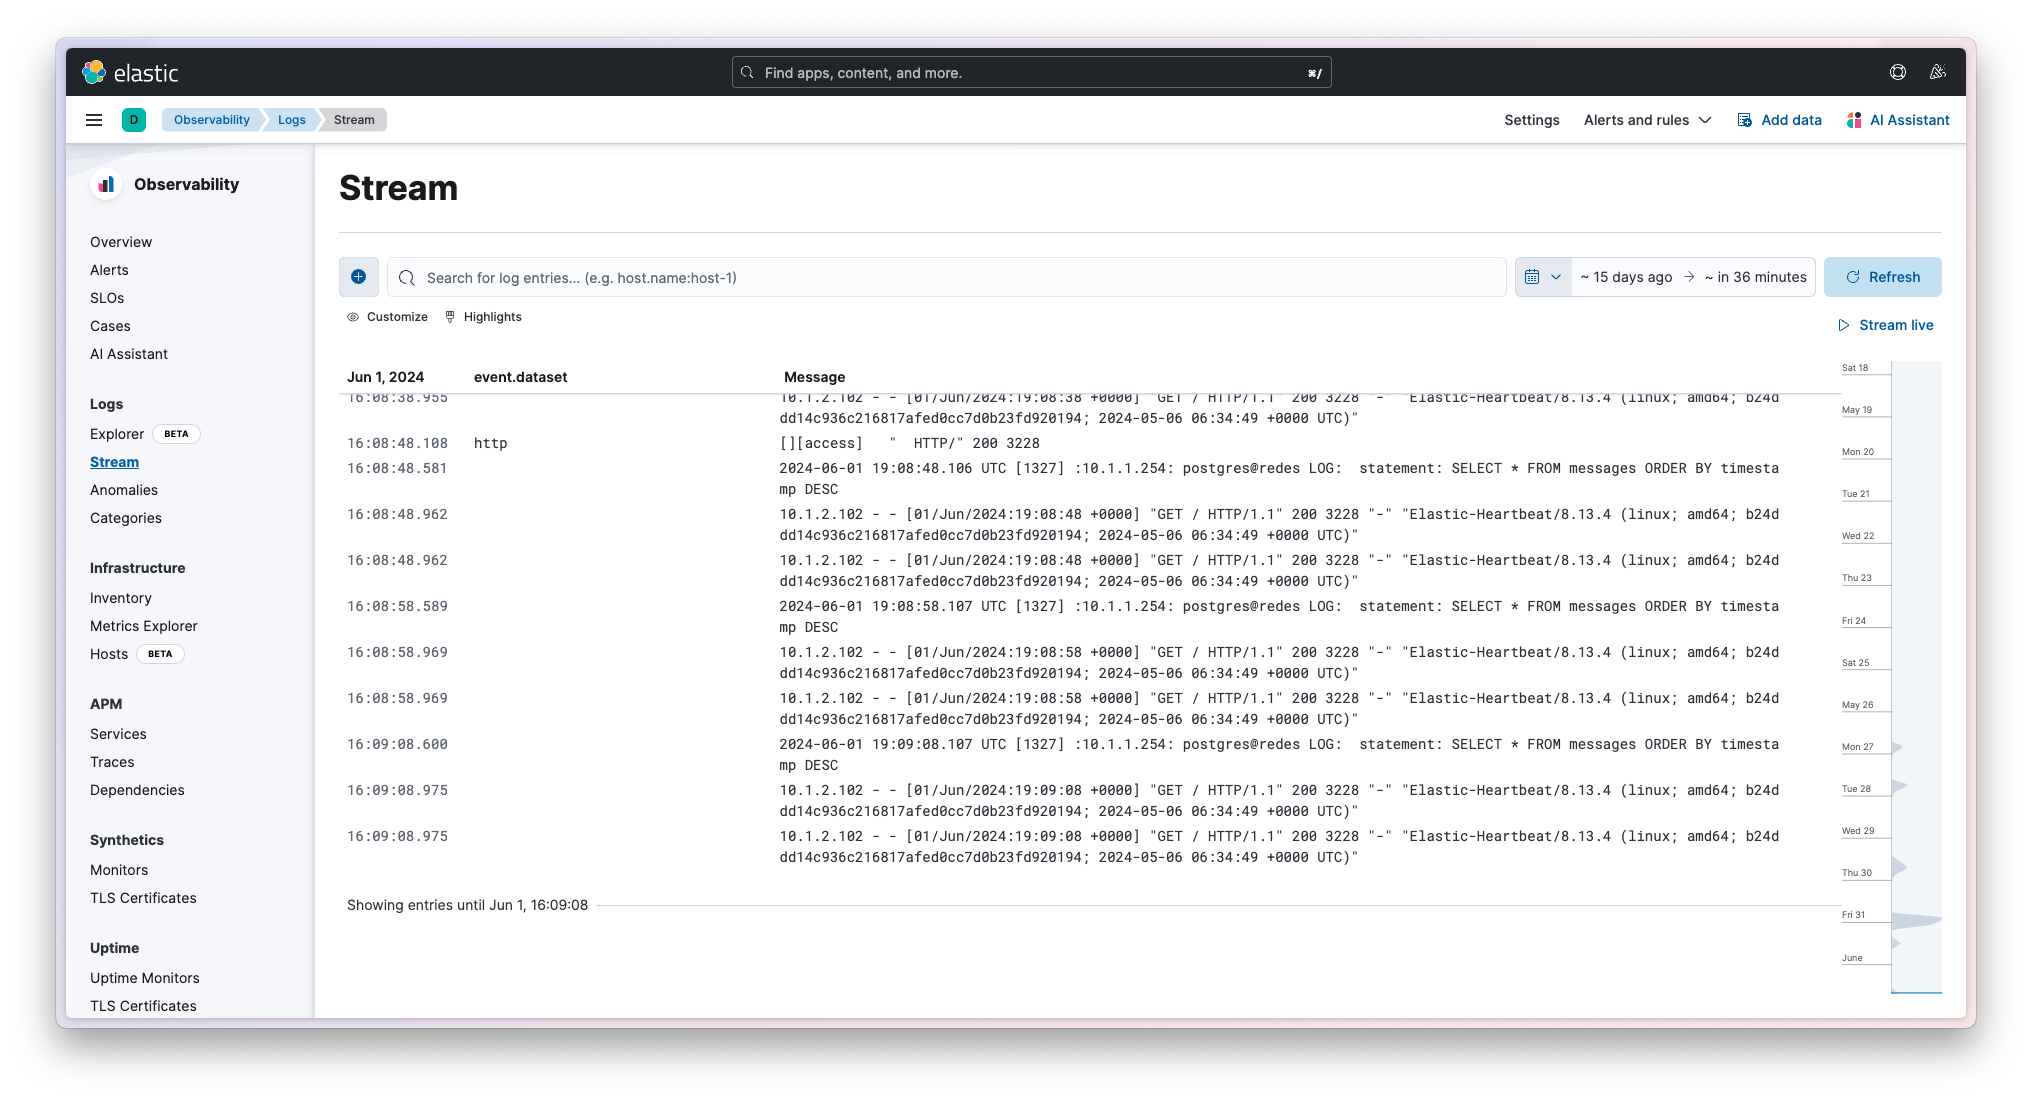 elastic
Find apps, content, and more.
⌘/
D
Observability
Logs
Stream
Settings
Alerts and rules
Add data
AI Assistant
Observability
Overview
Alerts
SLOs
Cases
AI Assistant
Logs
Explorer BETA
Stream
Anomalies
Categories
Infrastructure
Inventory
Metrics Explorer
Hosts BETA
APM
Services
Traces
Dependencies
Synthetics
Monitors
TLS Certificates
Uptime
Uptime Monitors
TLS Certificates
Stream
Search for log entries... (e.g. host.name:host-1)
~ 15 days ago → ~ in 36 minutes
Refresh
Customize
Highlights
Stream live
Jun 1, 2024 event.dataset Message
16:08:38.955 10.1.2.102 - - [01/Jun/2024:19:08:38 +0000] "GET / HTTP/1.1" 200 3228 "-" "Elastic-Heartbeat/8.13.4 (linux; amd64; b24d
dd14c936c216817afed0cc7d0b23fd920194; 2024-05-06 06:34:49 +0000 UTC)"
16:08:48.108 http [][access]   "  HTTP/" 200 3228
16:08:48.581 2024-06-01 19:08:48.106 UTC [1327] :10.1.1.254: postgres@redes LOG:  statement: SELECT * FROM messages ORDER BY timesta
mp DESC
16:08:48.962 10.1.2.102 - - [01/Jun/2024:19:08:48 +0000] "GET / HTTP/1.1" 200 3228 "-" "Elastic-Heartbeat/8.13.4 (linux; amd64; b24d
dd14c936c216817afed0cc7d0b23fd920194; 2024-05-06 06:34:49 +0000 UTC)"
16:08:48.962 10.1.2.102 - - [01/Jun/2024:19:08:48 +0000] "GET / HTTP/1.1" 200 3228 "-" "Elastic-Heartbeat/8.13.4 (linux; amd64; b24d
dd14c936c216817afed0cc7d0b23fd920194; 2024-05-06 06:34:49 +0000 UTC)"
16:08:58.589 2024-06-01 19:08:58.107 UTC [1327] :10.1.1.254: postgres@redes LOG:  statement: SELECT * FROM messages ORDER BY timesta
mp DESC
16:08:58.969 10.1.2.102 - - [01/Jun/2024:19:08:58 +0000] "GET / HTTP/1.1" 200 3228 "-" "Elastic-Heartbeat/8.13.4 (linux; amd64; b24d
dd14c936c216817afed0cc7d0b23fd920194; 2024-05-06 06:34:49 +0000 UTC)"
16:08:58.969 10.1.2.102 - - [01/Jun/2024:19:08:58 +0000] "GET / HTTP/1.1" 200 3228 "-" "Elastic-Heartbeat/8.13.4 (linux; amd64; b24d
dd14c936c216817afed0cc7d0b23fd920194; 2024-05-06 06:34:49 +0000 UTC)"
16:09:08.600 2024-06-01 19:09:08.107 UTC [1327] :10.1.1.254: postgres@redes LOG:  statement: SELECT * FROM messages ORDER BY timesta
mp DESC
16:09:08.975 10.1.2.102 - - [01/Jun/2024:19:09:08 +0000] "GET / HTTP/1.1" 200 3228 "-" "Elastic-Heartbeat/8.13.4 (linux; amd64; b24d
dd14c936c216817afed0cc7d0b23fd920194; 2024-05-06 06:34:49 +0000 UTC)"
16:09:08.975 10.1.2.102 - - [01/Jun/2024:19:09:08 +0000] "GET / HTTP/1.1" 200 3228 "-" "Elastic-Heartbeat/8.13.4 (linux; amd64; b24d
dd14c936c216817afed0cc7d0b23fd920194; 2024-05-06 06:34:49 +0000 UTC)"
Showing entries until Jun 1, 16:09:08
Sat 18
May 19
Mon 20
Tue 21
Wed 22
Thu 23
Fri 24
Sat 25
May 26
Mon 27
Tue 28
Wed 29
Thu 30
Fri 31
June